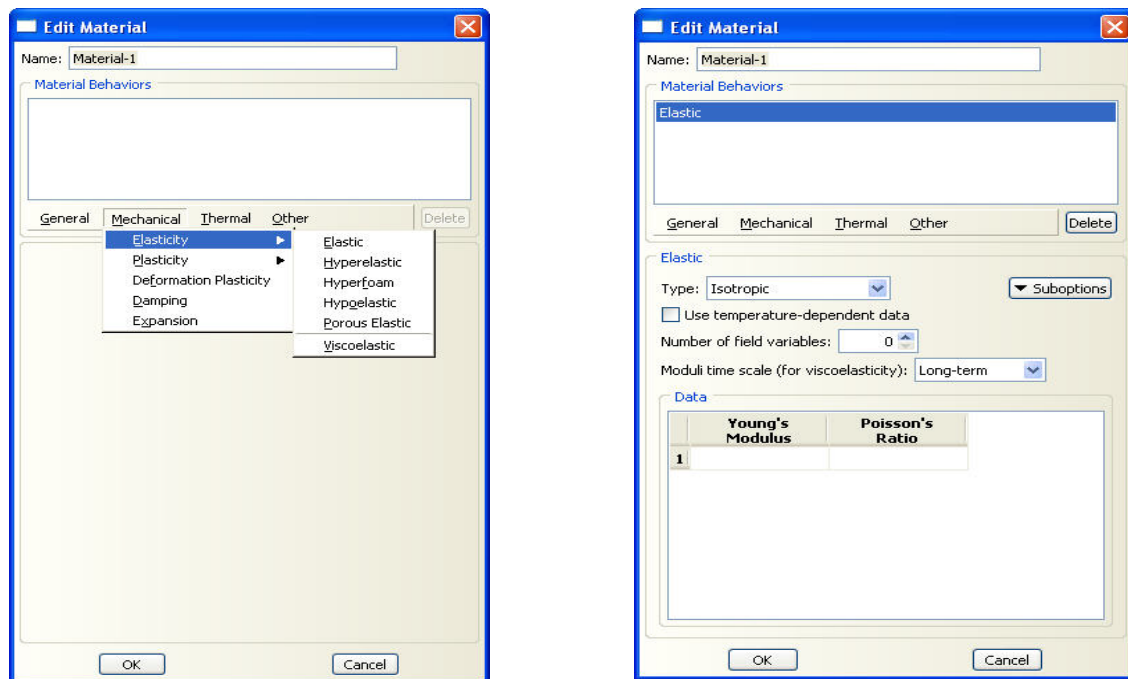 Edit Material
Name: Material-1
Material Behaviors
General Mechanical Thermal Other Delete
Elasticity
Plasticity
Deformation Plasticity
Damping
Expansion
Elastic
Hyperelastic
Hyperfoam
Hypoelastic
Porous Elastic
Viscoelastic
OK Cancel
Edit Material
Name: Material-1
Material Behaviors
Elastic
General Mechanical Thermal Other Delete
Elastic
Type: Isotropic Suboptions
Use temperature-dependent data
Number of field variables: 0
Moduli time scale (for viscoelasticity): Long-term
Data
Young's Poisson's
Modulus Ratio
1
OK Cancel